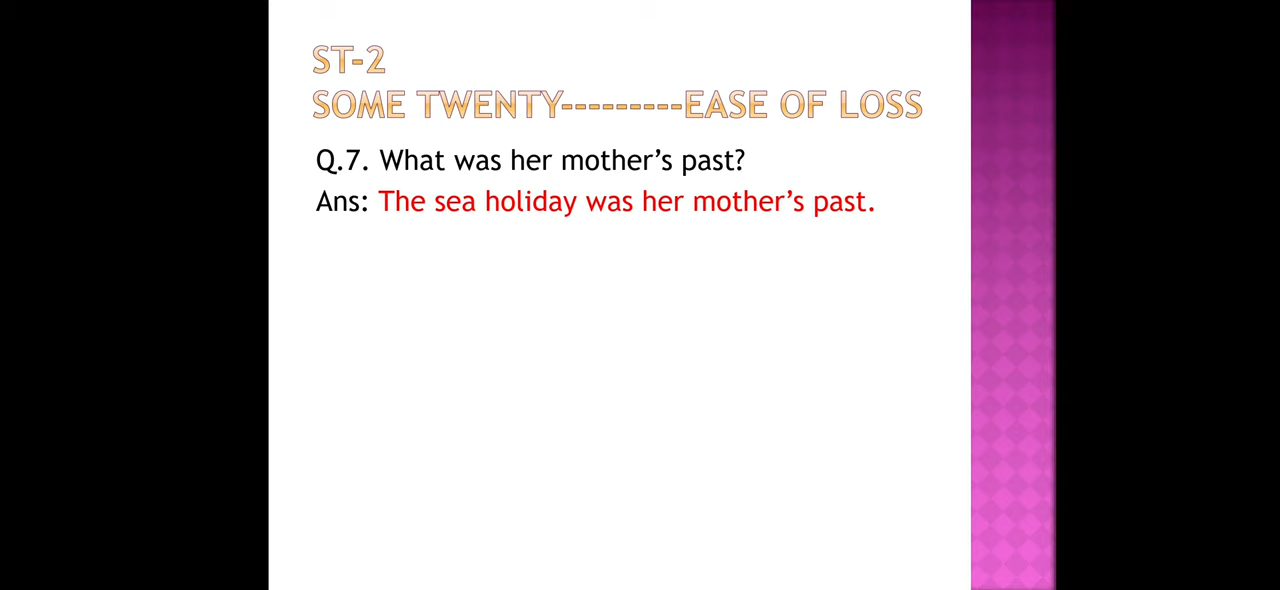 ST-2
SOME TWENTY---------EASE OF LOSS
Q.7. What was her mother’s past?
Ans: The sea holiday was her mother’s past.